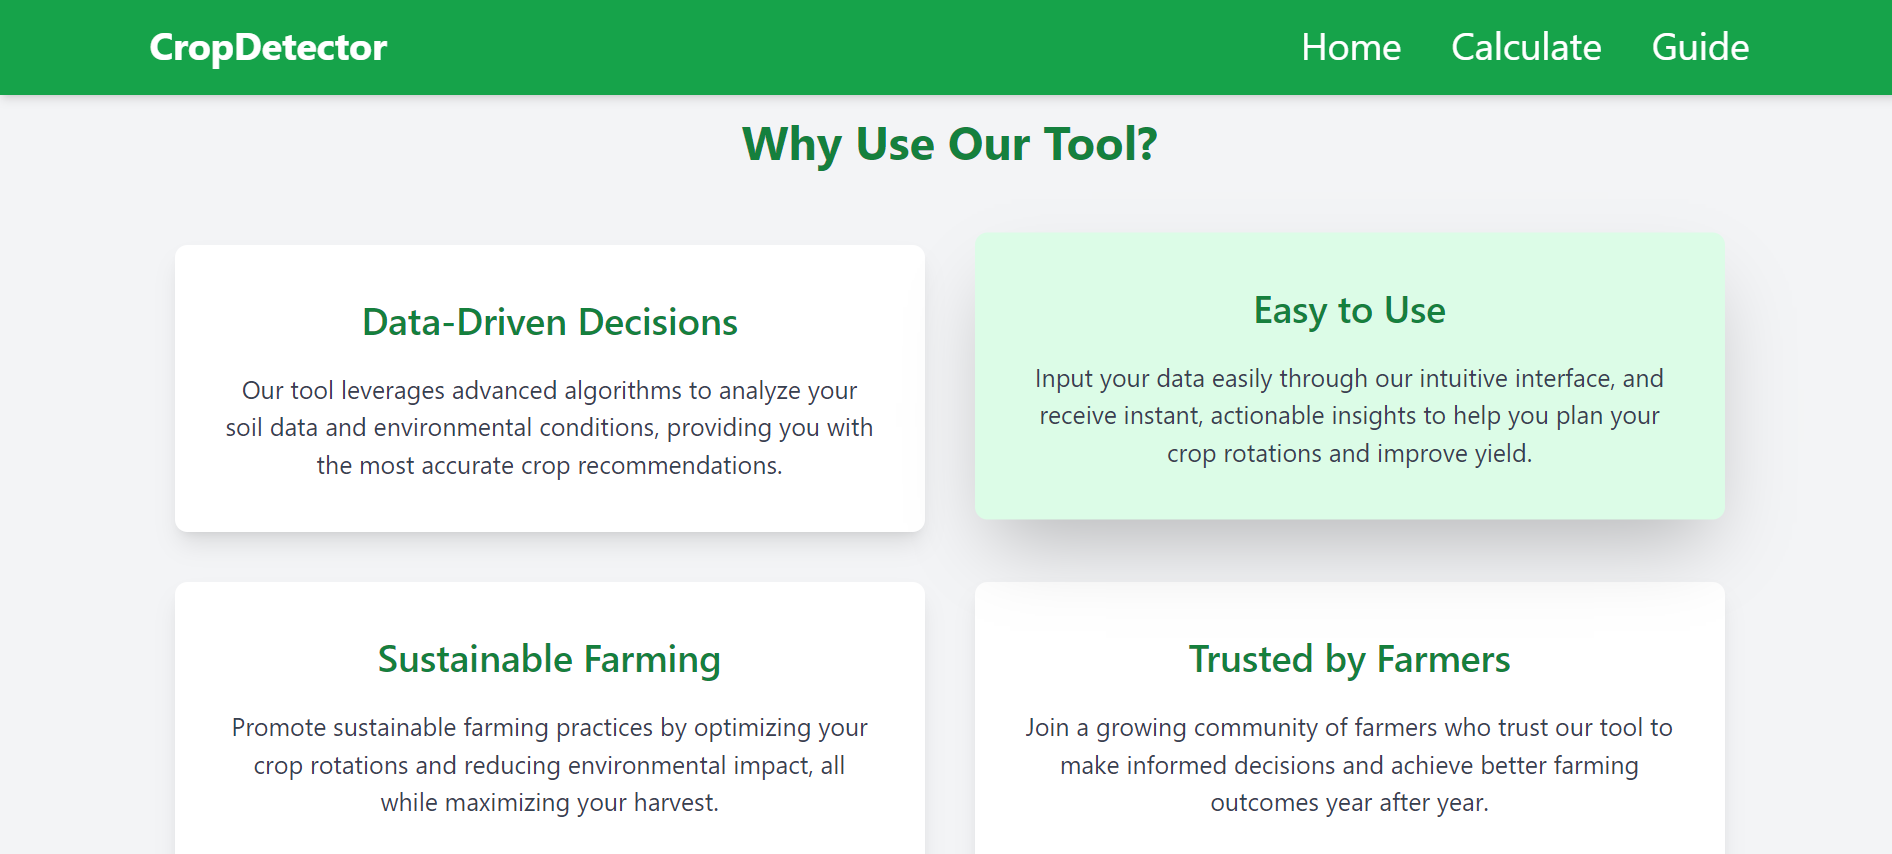 CropDetector
Home Calculate Guide
Why Use Our Tool?
Data-Driven Decisions
Our tool leverages advanced algorithms to analyze your
soil data and environmental conditions, providing you with
the most accurate crop recommendations.
Easy to Use
Input your data easily through our intuitive interface, and
receive instant, actionable insights to help you plan your
crop rotations and improve yield.
Sustainable Farming
Promote sustainable farming practices by optimizing your
crop rotations and reducing environmental impact, all
while maximizing your harvest.
Trusted by Farmers
Join a growing community of farmers who trust our tool to
make informed decisions and achieve better farming
outcomes year after year.